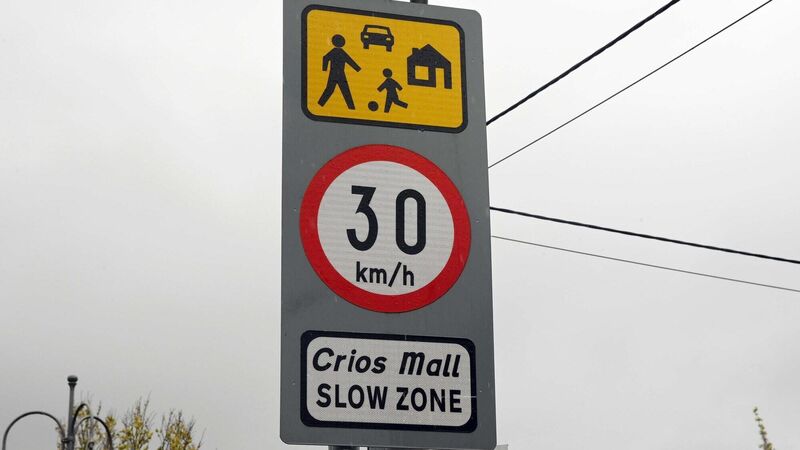 30
km/h
Crios Mall
SLOW ZONE